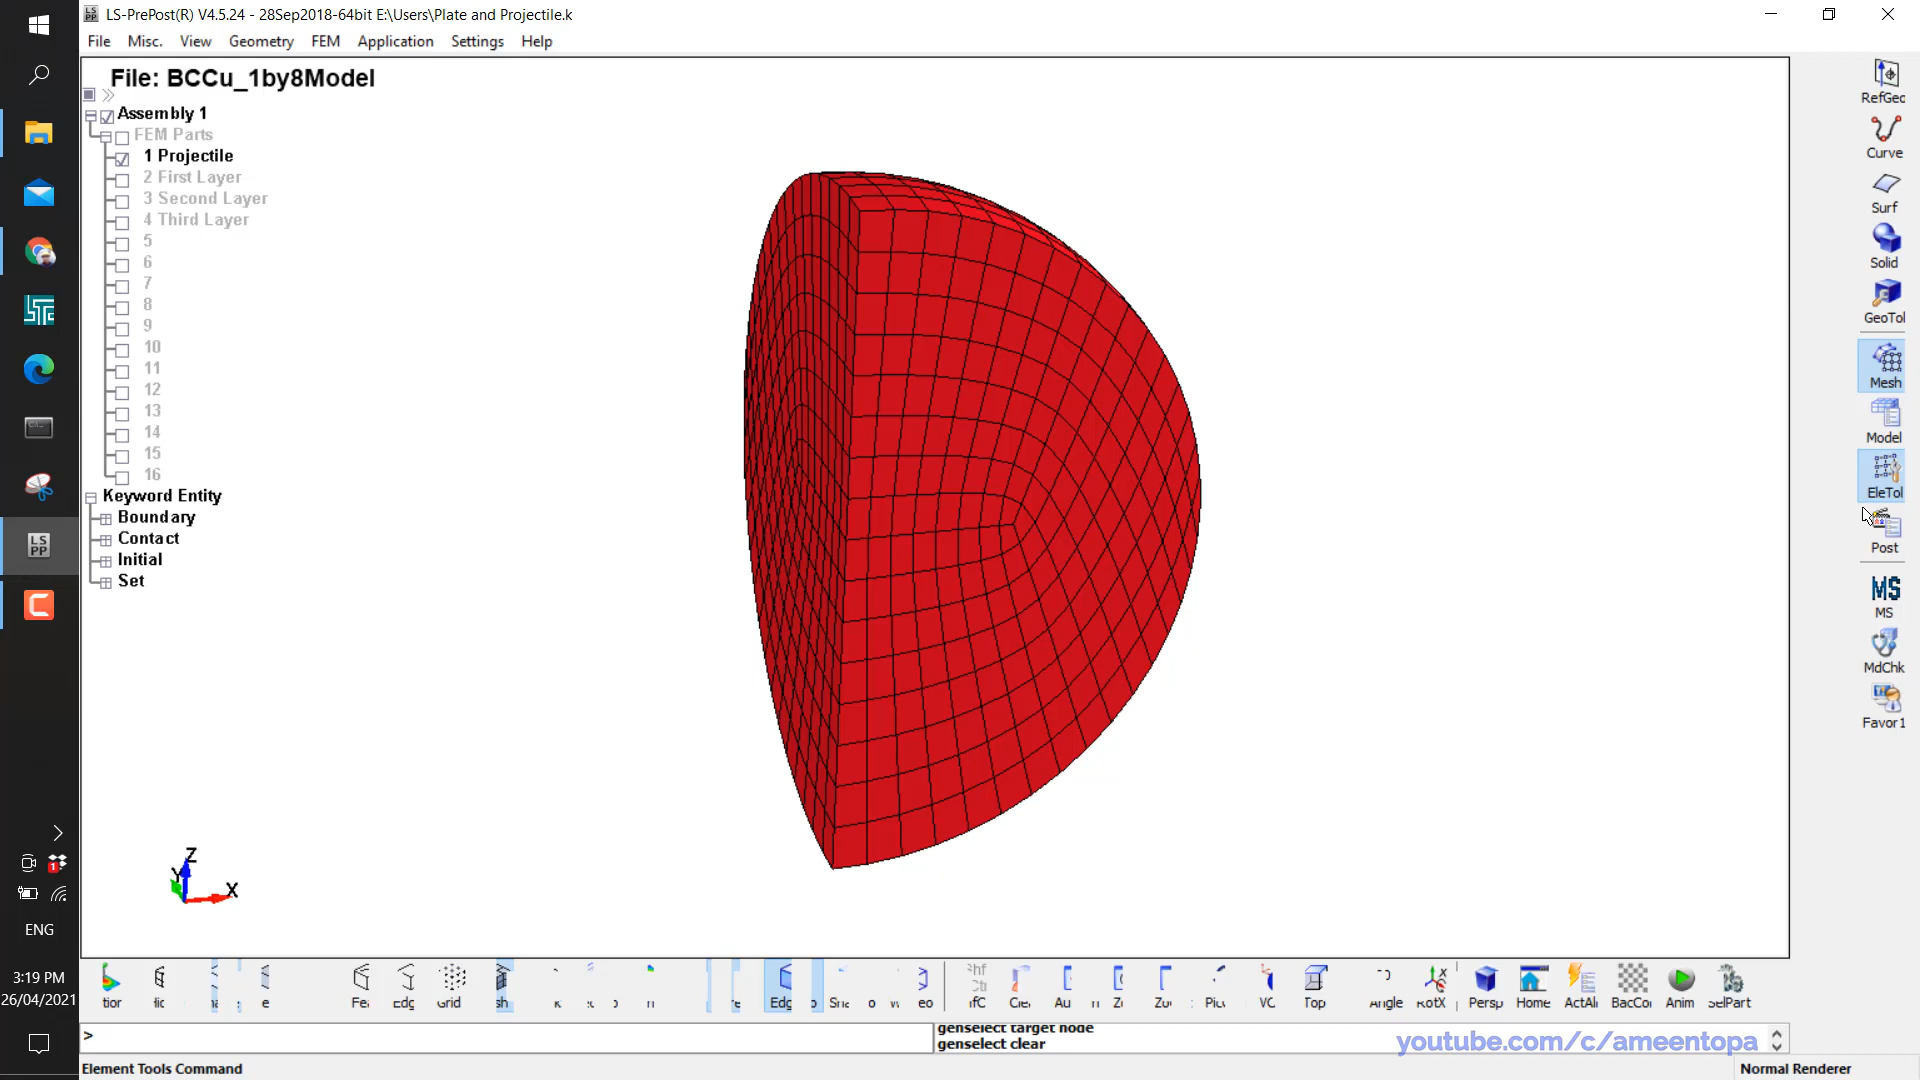 LS-PrePost(R) V4.5.24 - 28Sep2018-64bit E:\Users\Plate and Projectile.k
File Misc. View Geometry FEM Application Settings Help
File: BCCu_1by8Model
Assembly 1
FEM Parts
1 Projectile
2 First Layer
3 Second Layer
4 Third Layer
5
6
7
8
9
10
11
12
13
14
15
16
Keyword Entity
Boundary
Contact
Initial
Set
Z
Y
X
RefGeo
Curve
Surf
Solid
GeoTol
Mesh
Model
EleTol
Post
MS
MS
MdChk
Favor1
LS
PP
ENG
3:19 PM
26/04/2021
Grid
Edg
Top
Angle
RotX
Persp
Home
ActAll
BacCol
Anim
SelPart
>
genselect target node
genselect clear
youtube.com/c/ameentopa
Element Tools Command
Normal Renderer